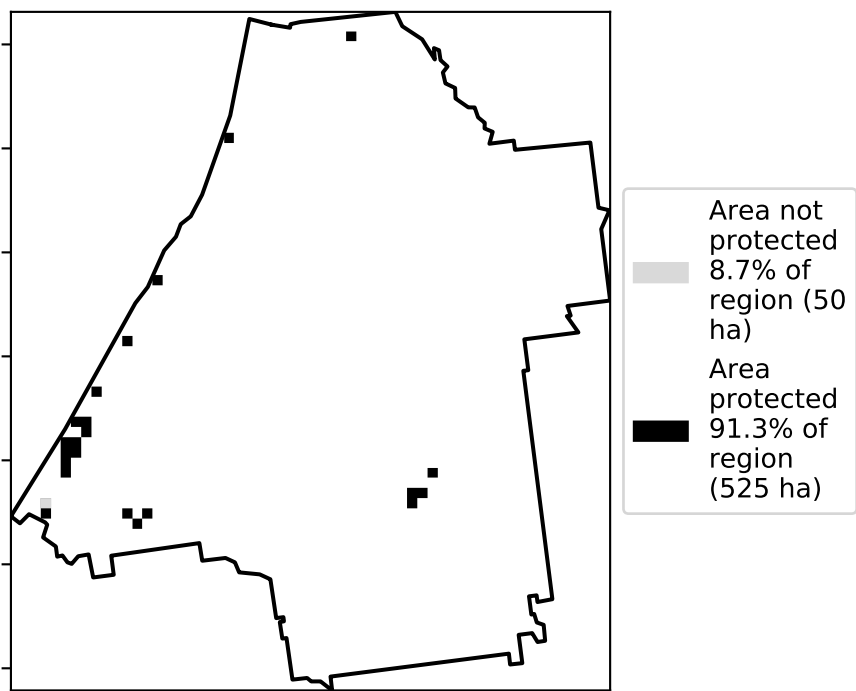 Area not
protected
8.7% of
region (50
ha)
Area
protected
91.3% of
region
(525 ha)